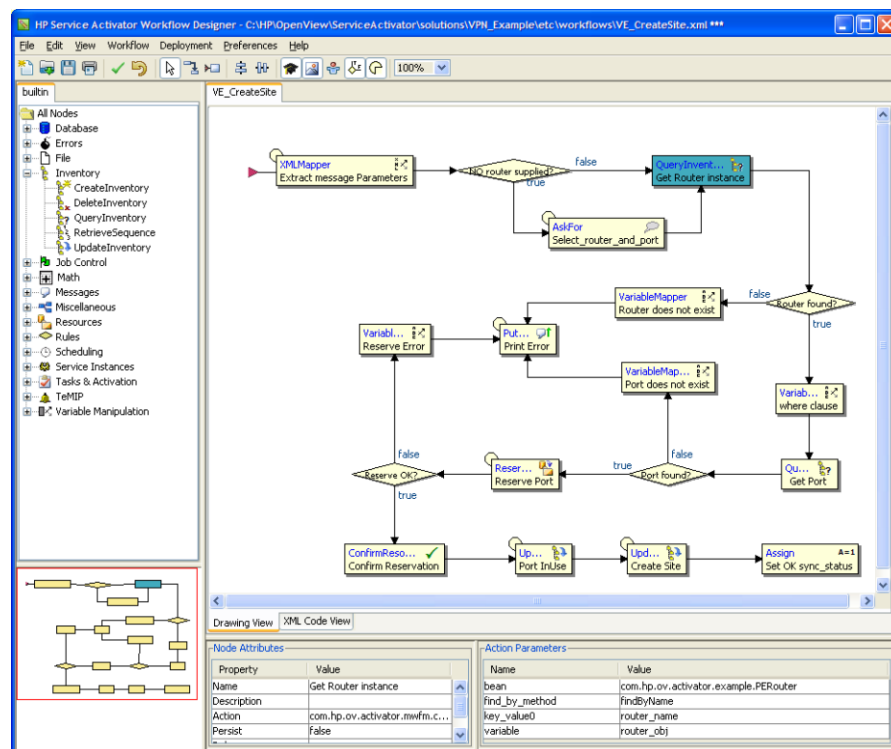 HP Service Activator Workflow Designer - C:\HP\OpenView\ServiceActivator\solutions\VPN_Example\etc\workflows\VE_CreateSite.xml ***
File Edit View Workflow Deployment Preferences Help
100%
builtin
VE_CreateSite
All Nodes
Database
Errors
File
Inventory
CreateInventory
DeleteInventory
QueryInventory
RetrieveSequence
UpdateInventory
Job Control
Math
Messages
Miscellaneous
Resources
Rules
Scheduling
Service Instances
Tasks & Activation
TeMIP
Variable Manipulation
XMLMapper
Extract message Parameters
NO router supplied?
false
true
QueryInvent...
Get Router instance
AskFor
Select_router_and_port
VariableMapper
Router does not exist
false
Router found?
true
Variabl...
Reserve Error
Put...
Print Error
VariableMap...
Port does not exist
Variab...
where clause
false
false
Reserve OK?
true
Reser...
Reserve Port
true
Port found?
Qu...
Get Port
ConfirmReso...
Confirm Reservation
Up...
Port InUse
Upd...
Create Site
Assign
A=1
Set OK sync_status
Drawing View XML Code View
Node Attributes
Property Value
Name Get Router instance
Description
Action com.hp.ov.activator.mwfm.c...
Persist false
Action Parameters
Name Value
bean com.hp.ov.activator.example.PERouter
find_by_method findByName
key_value0 router_name
variable router_obj